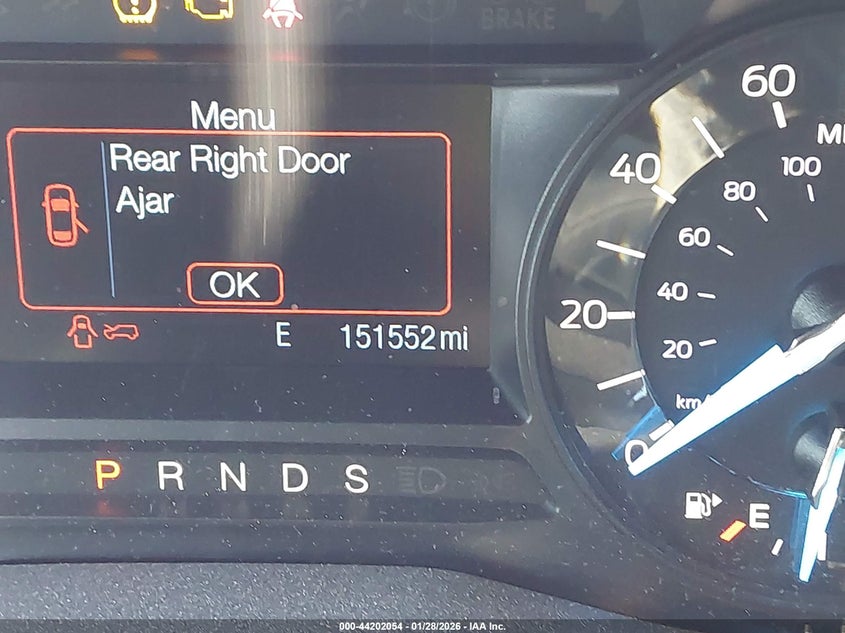 BRAKE
Menu
Rear Right Door
Ajar
OK
E 151552mi
P R N D S
60
40
20
0
100
80
60
40
20
E
000-44202054 - 01/28/2026 - IAA Inc.